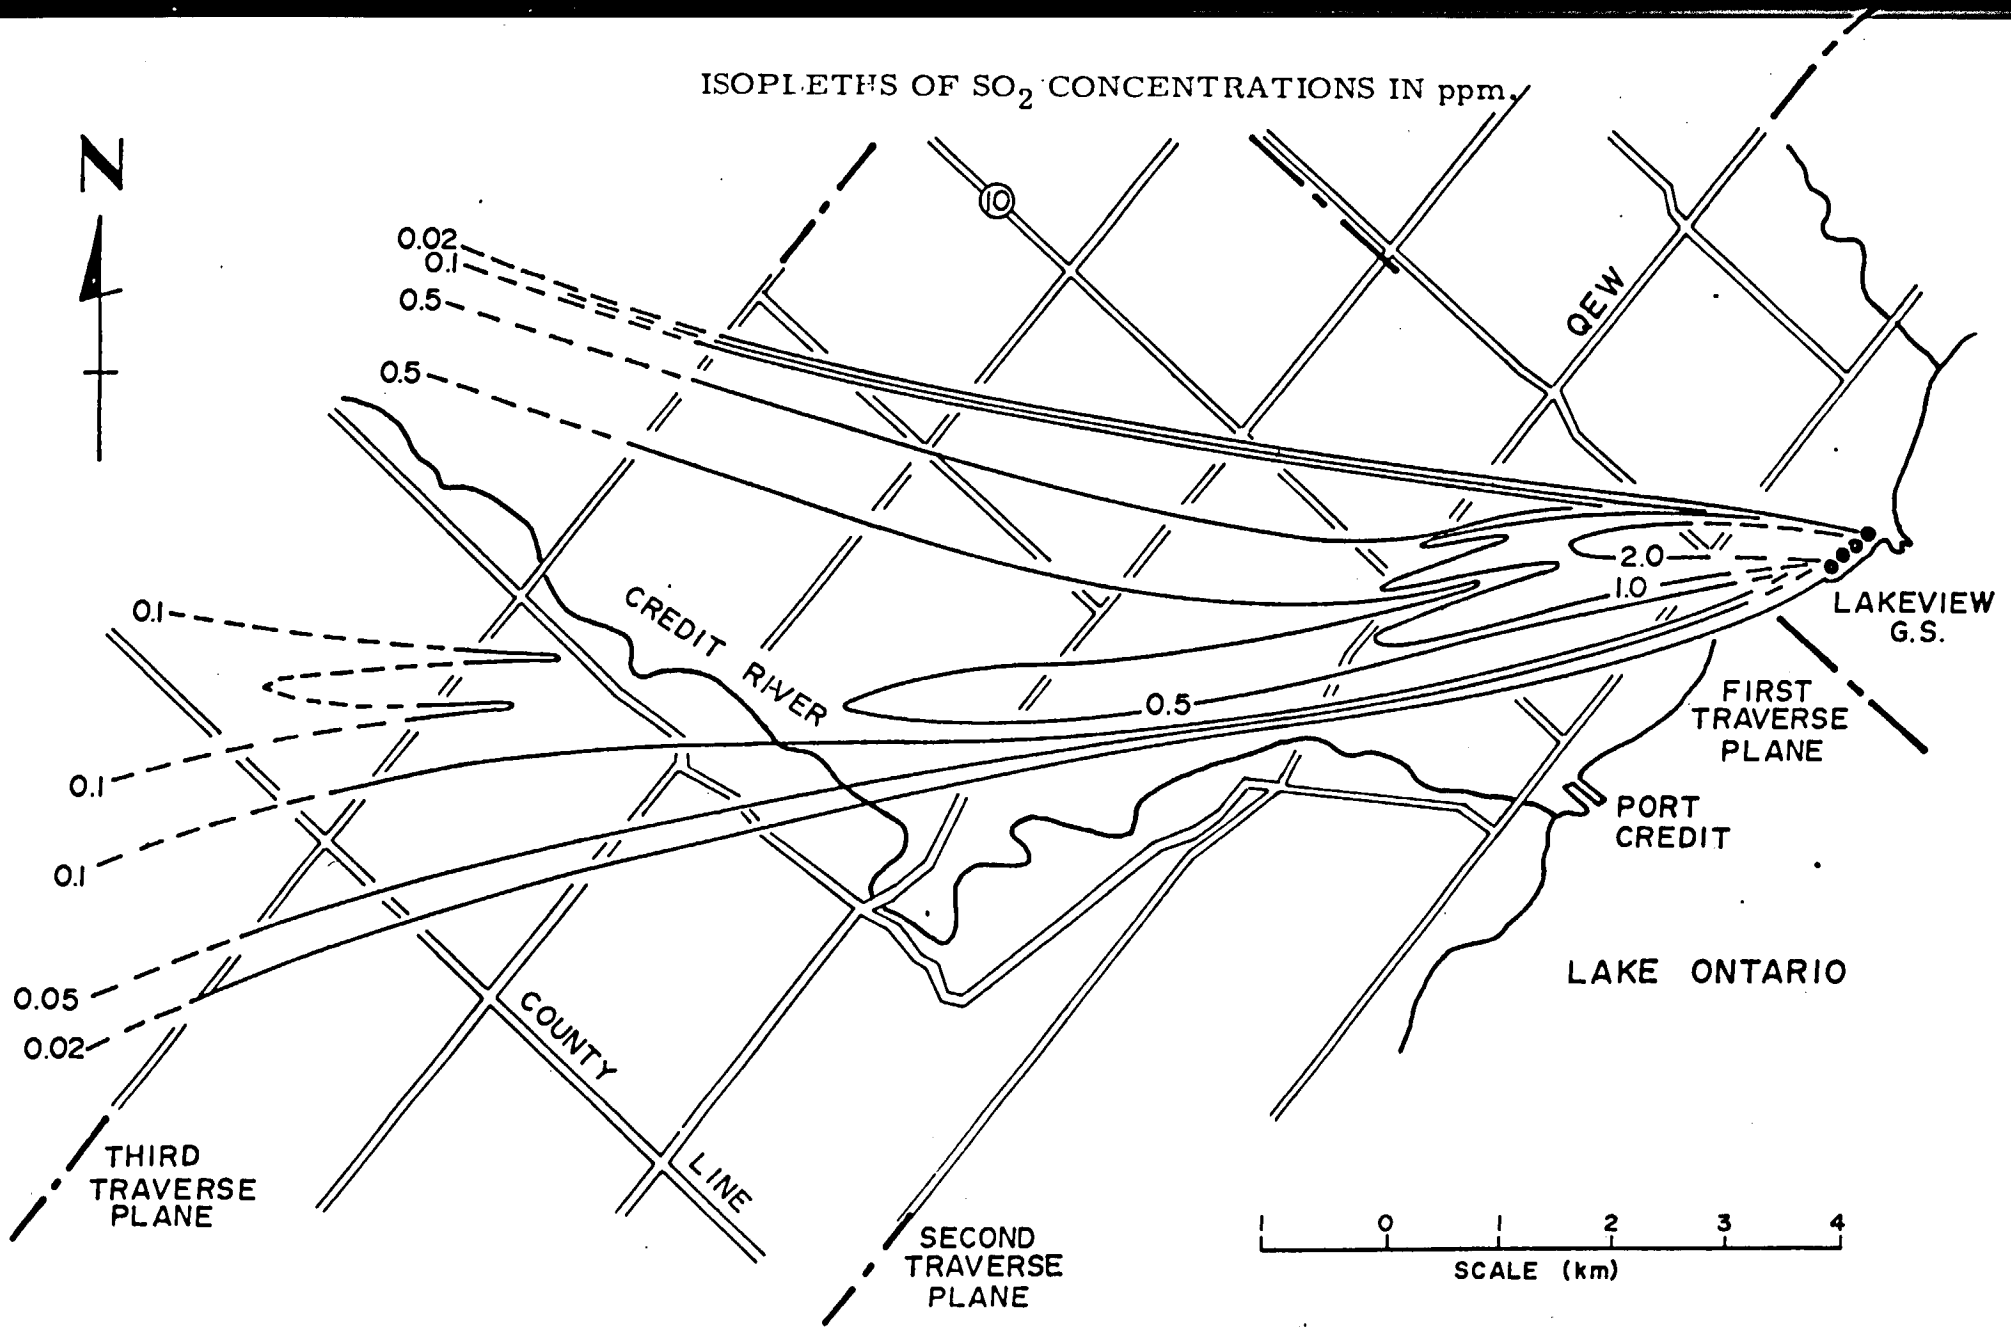 ISOPLETHS OF SO2 CONCENTRATIONS IN ppm.
N
10
0.02
0.1
0.5
0.5
QEW
2.0
1.0
LAKEVIEW
G.S.
0.1
CREDIT RIVER
0.5
FIRST
TRAVERSE
PLANE
0.1
PORT
CREDIT
0.1
LAKE ONTARIO
0.05
0.02
COUNTY LINE
THIRD
TRAVERSE
PLANE
SECOND
TRAVERSE
PLANE
1 0 1 2 3 4
SCALE (km)